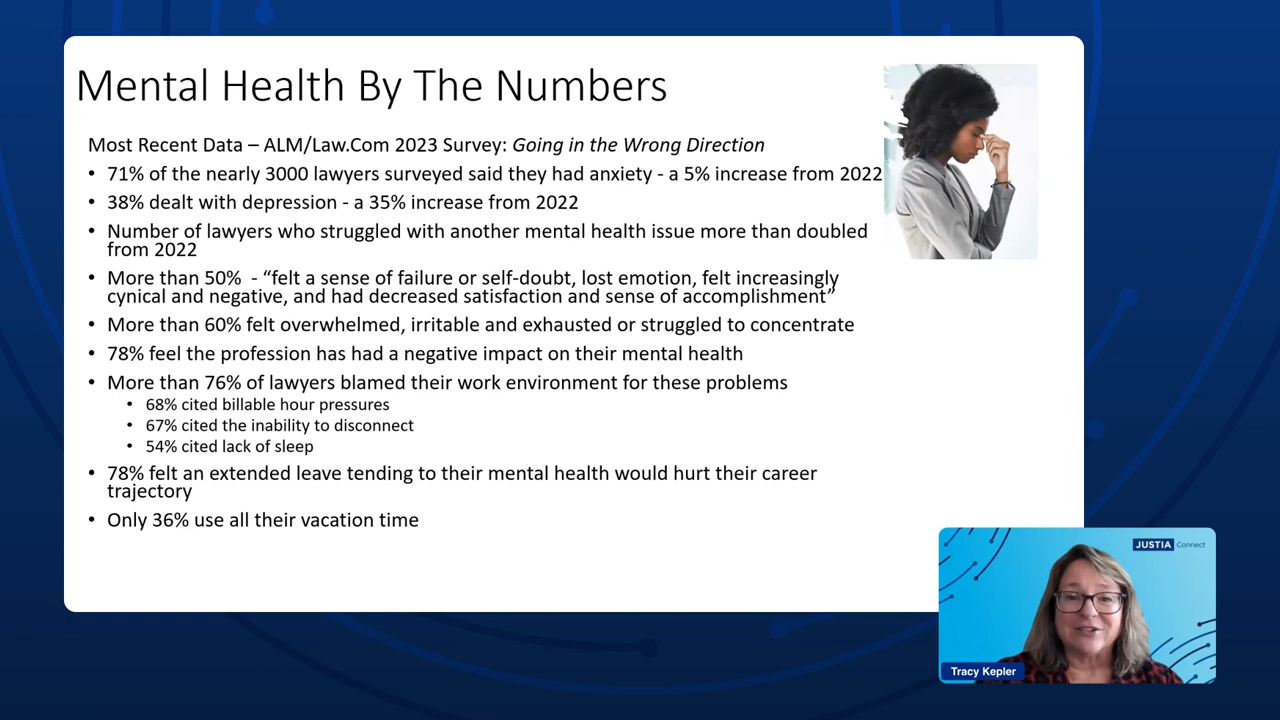 Mental Health By The Numbers
Most Recent Data – ALM/Law.Com 2023 Survey: Going in the Wrong Direction
• 71% of the nearly 3000 lawyers surveyed said they had anxiety - a 5% increase from 2022
• 38% dealt with depression - a 35% increase from 2022
• Number of lawyers who struggled with another mental health issue more than doubled
from 2022
• More than 50%  - “felt a sense of failure or self-doubt, lost emotion, felt increasingly
cynical and negative, and had decreased satisfaction and sense of accomplishment”
• More than 60% felt overwhelmed, irritable and exhausted or struggled to concentrate
• 78% feel the profession has had a negative impact on their mental health
• More than 76% of lawyers blamed their work environment for these problems
• 68% cited billable hour pressures
• 67% cited the inability to disconnect
• 54% cited lack of sleep
• 78% felt an extended leave tending to their mental health would hurt their career
trajectory
• Only 36% use all their vacation time
JUSTIA Connect
Tracy Kepler